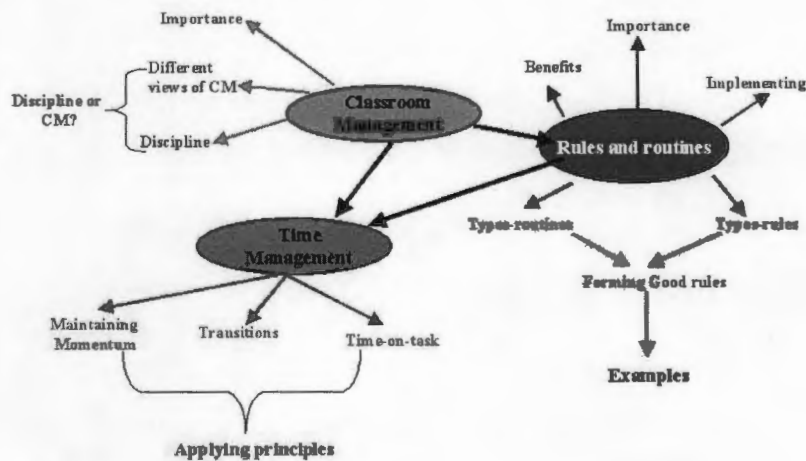 Importance
Importance
Different
views of CM
Benefits
Implementing
Discipline or
CM?
Classroom
Management
Discipline
Rules and routines
Types-routines
Types-rules
Time
Management
Forming Good rules
Maintaining
Momentum
Transitions
Time-on-task
Examples
Applying principles